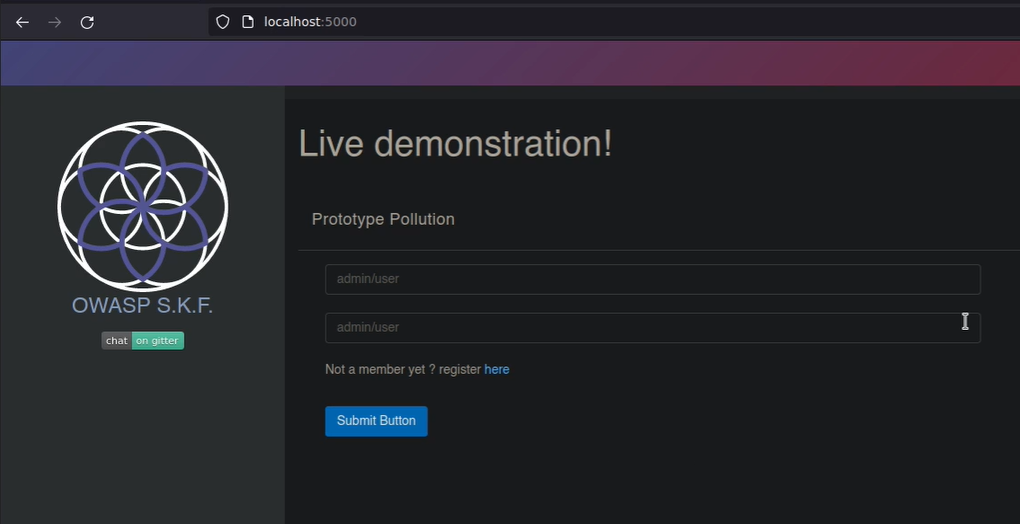 localhost:5000
Live demonstration!
Prototype Pollution
admin/user
OWASP S.K.F.
admin/user
chat on gitter
Not a member yet ? register here
Submit Button